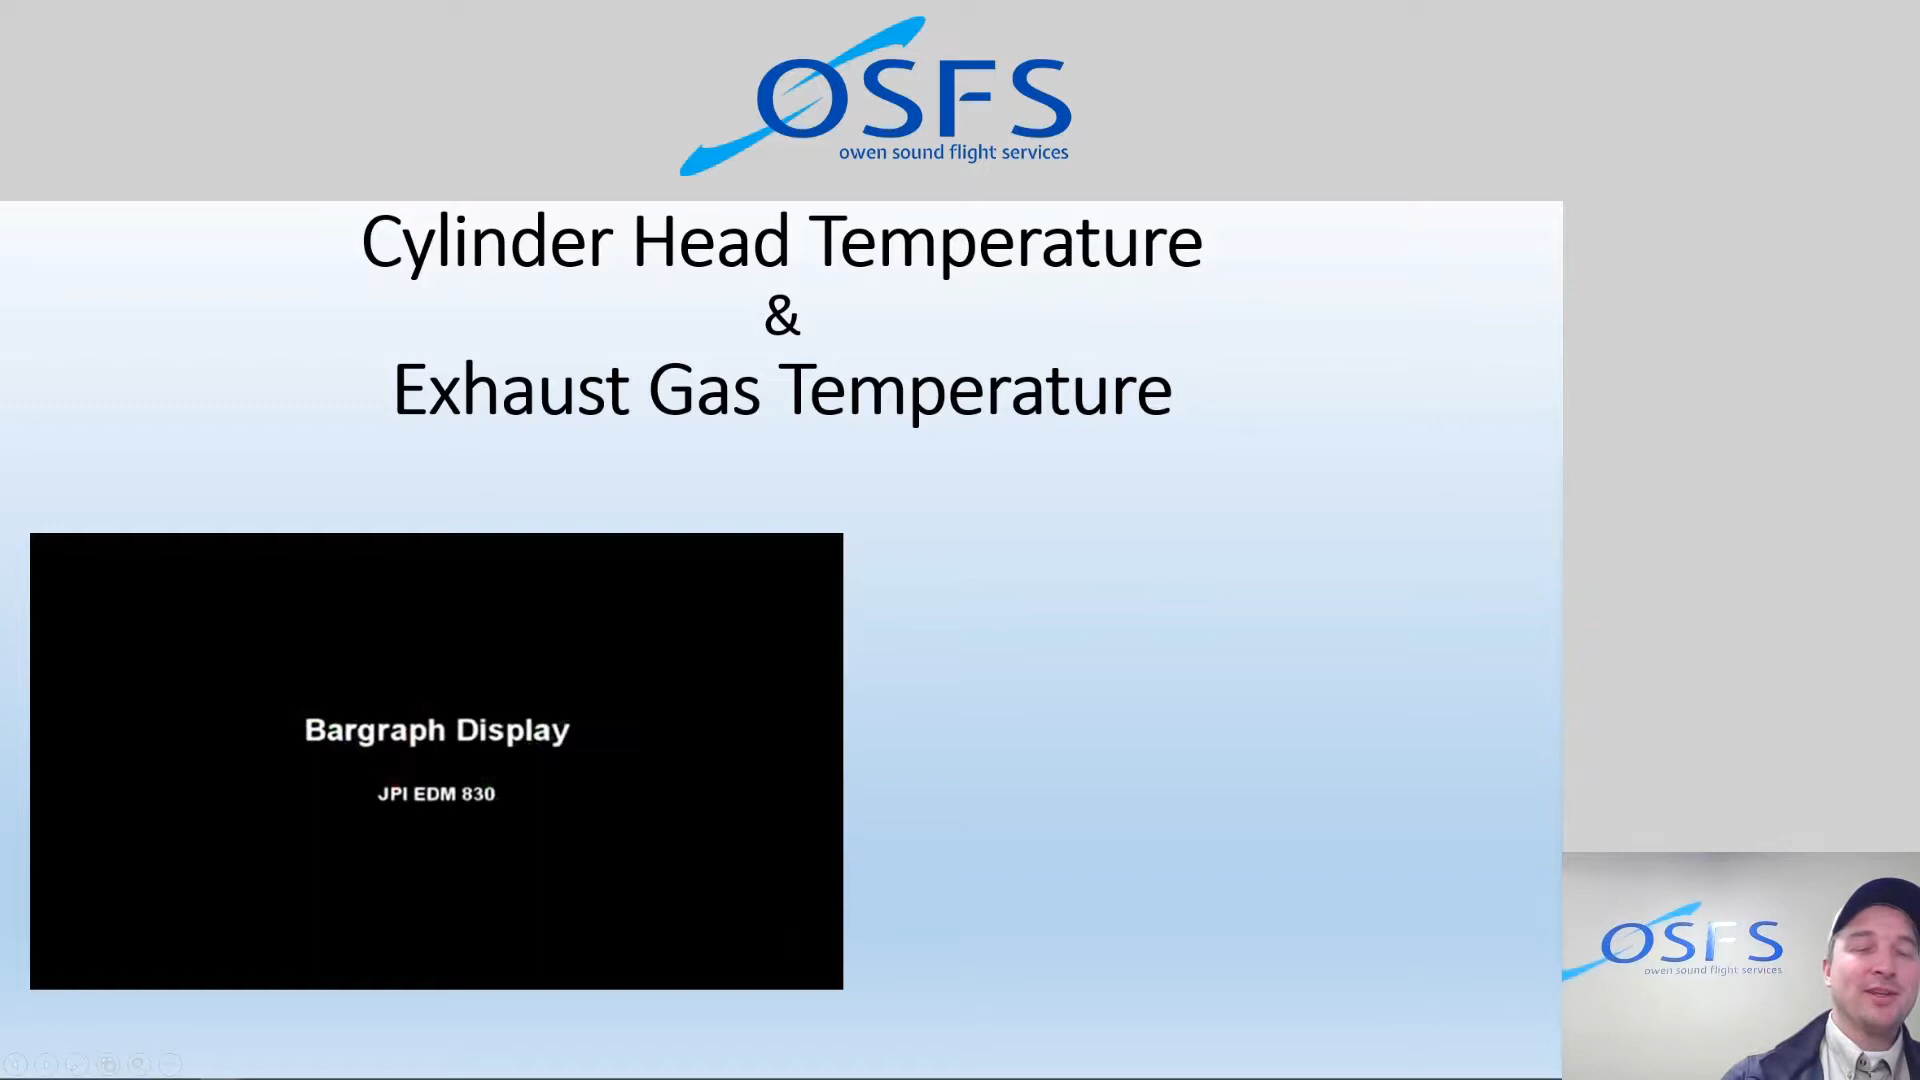 OSFS
owen sound flight services
Cylinder Head Temperature
&
Exhaust Gas Temperature
Bargraph Display
JPI EDM 830
OSFS
owen sound flight services